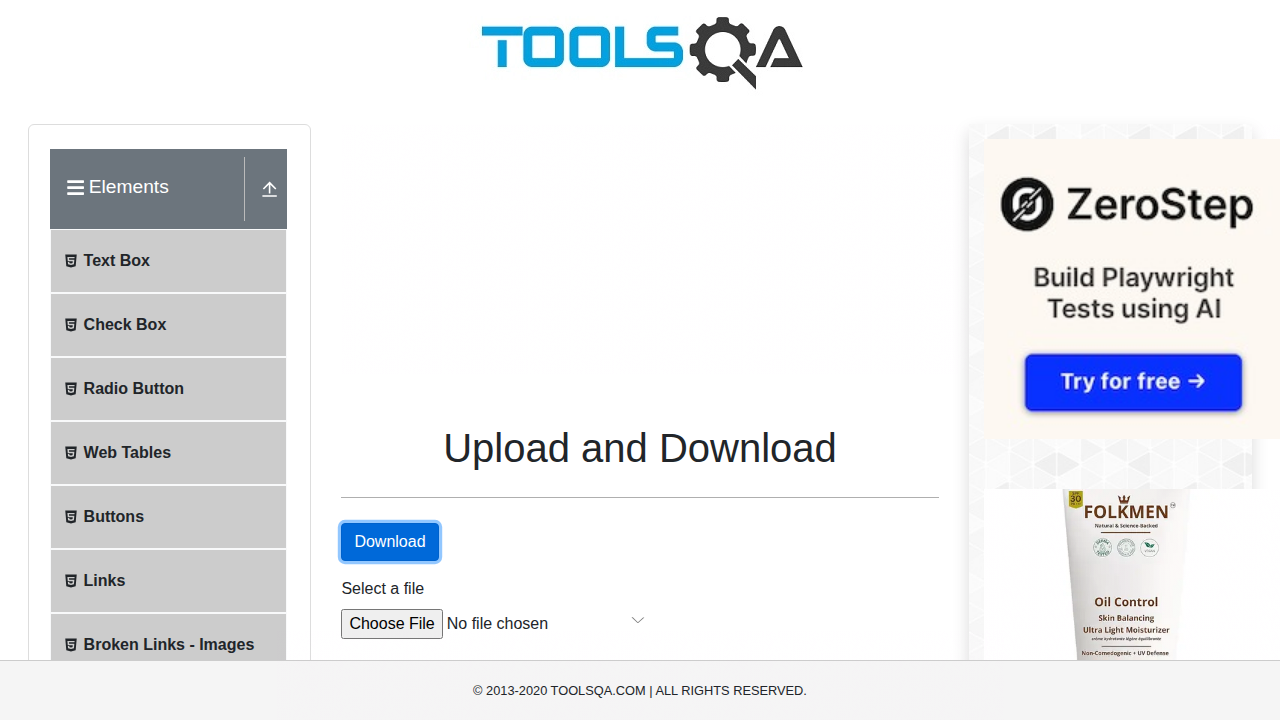 TOOLSQA
Elements
Text Box
Check Box
Radio Button
Web Tables
Buttons
Links
Broken Links - Images
Upload and Download
Download
Select a file
Choose File No file chosen
ZeroStep
Build Playwright
Tests using AI
Try for free →
30
FOLKMEN
Natural & Science-Backed
Oil Control
Skin Balancing
Ultra Light Moisturizer
Non-Comedogenic + UV Defense
© 2013-2020 TOOLSQA.COM | ALL RIGHTS RESERVED.